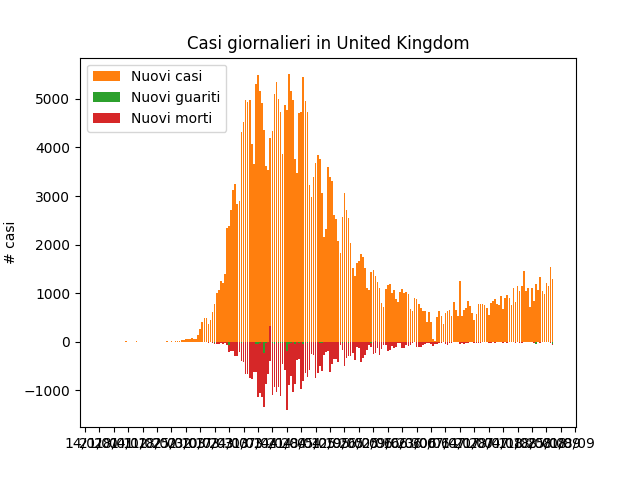 Casi giornalieri in United Kingdom
Nuovi casi
Nuovi guariti
Nuovi morti
# casi
5000
4000
3000
2000
1000
0
−1000